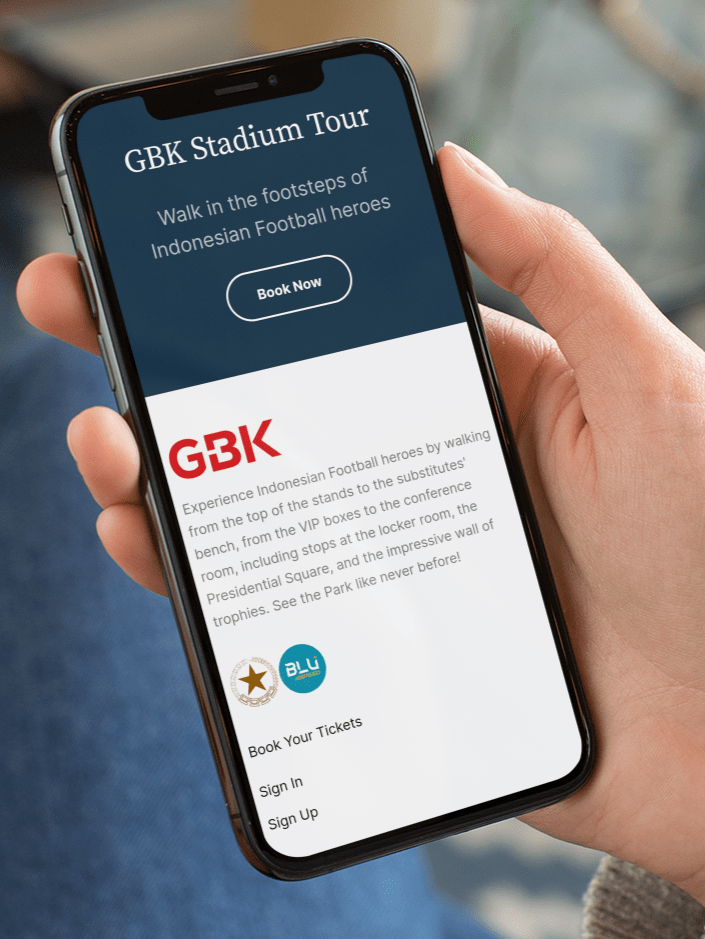 GBK Stadium Tour
Walk in the footsteps of
Indonesian Football heroes
Book Now
GBK
Experience Indonesian Football heroes by walking
from the top of the stands to the substitutes'
bench, from the VIP boxes to the conference
room, including stops at the locker room, the
Presidential Square, and the impressive wall of
trophies. See the Park like never before!
BLU
Book Your Tickets
Sign In
Sign Up